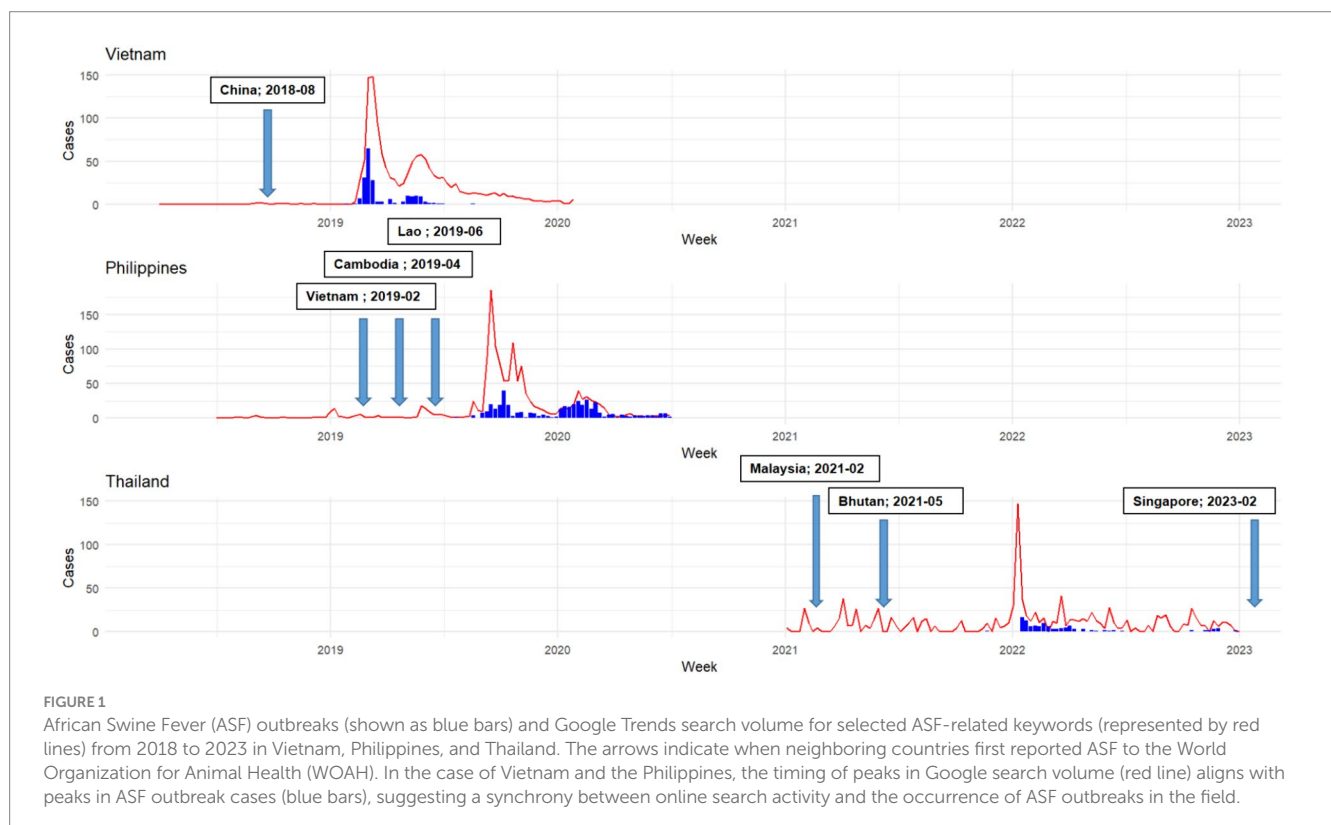 Vietnam
China; 2018-08
150
100
50
0
Cases
2019
2020
2021
2022
2023
Week
Lao ; 2019-06
Philippines
Cambodia ; 2019-04
Vietnam ; 2019-02
150
100
50
0
Cases
2019
2020
2021
2022
2023
Week
Thailand
Malaysia; 2021-02
Bhutan; 2021-05
Singapore; 2023-02
150
100
50
0
Cases
2019
2020
2021
2022
2023
Week
FIGURE 1
African Swine Fever (ASF) outbreaks (shown as blue bars) and Google Trends search volume for selected ASF-related keywords (represented by red
lines) from 2018 to 2023 in Vietnam, Philippines, and Thailand. The arrows indicate when neighboring countries first reported ASF to the World
Organization for Animal Health (WOAH). In the case of Vietnam and the Philippines, the timing of peaks in Google search volume (red line) aligns with
peaks in ASF outbreak cases (blue bars), suggesting a synchrony between online search activity and the occurrence of ASF outbreaks in the field.